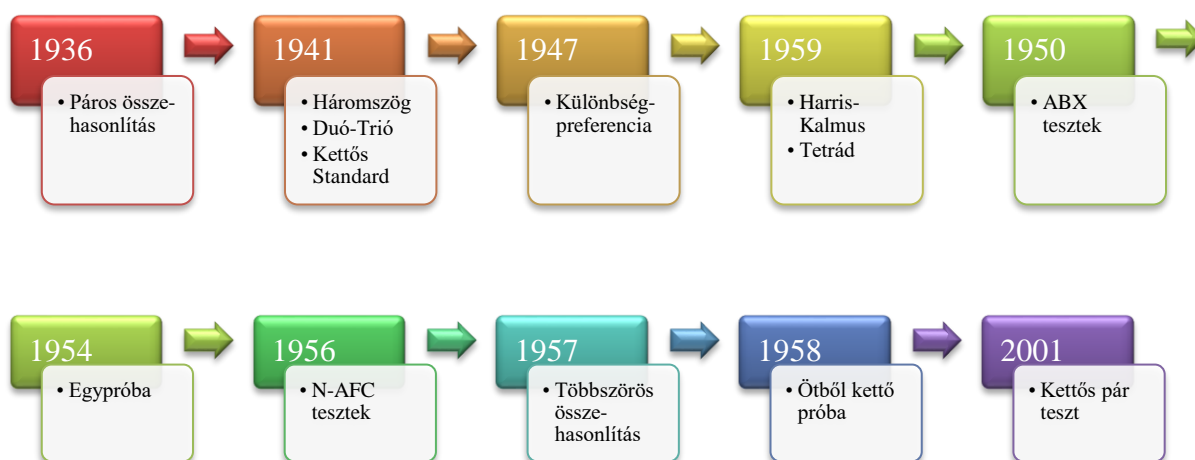 1936
• Páros össze-
hasonlítás
1941
• Háromszög
• Duó-Trió
• Kettős
Standard
1947
• Különbség-
preferencia
1959
• Harris-
Kalmus
• Tetrád
1950
• ABX
tesztek
1954
• Egypróba
1956
• N-AFC
tesztek
1957
• Többszörös
össze-
hasonlítás
1958
• Ötből kettő
próba
2001
• Kettős pár
teszt